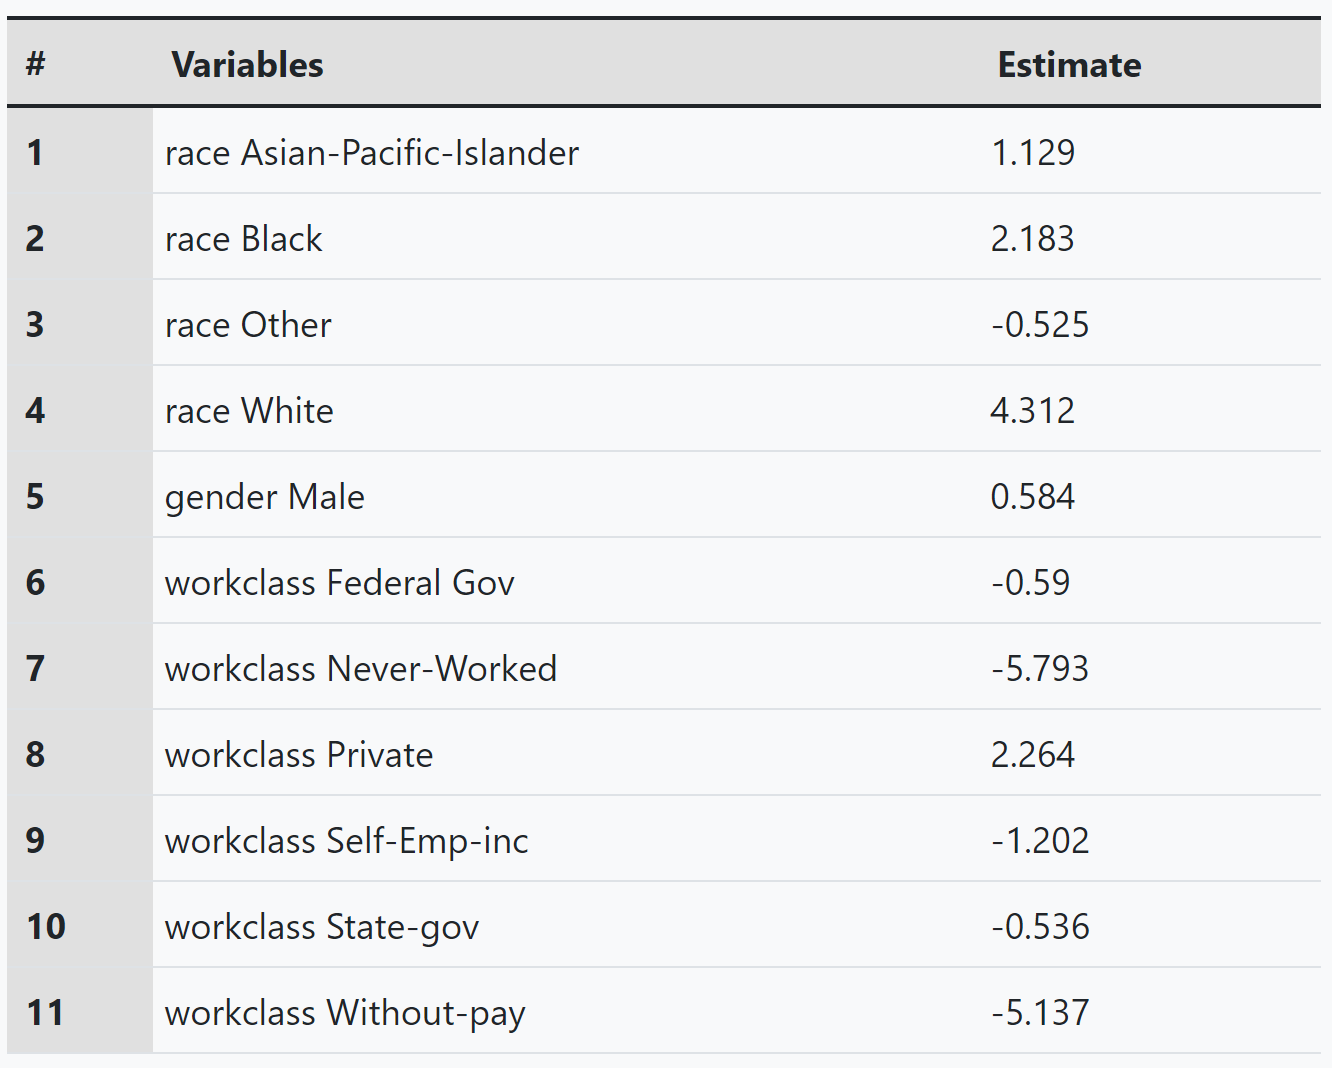 # Variables Estimate
1 race Asian-Pacific-Islander 1.129
2 race Black 2.183
3 race Other -0.525
4 race White 4.312
5 gender Male 0.584
6 workclass Federal Gov -0.59
7 workclass Never-Worked -5.793
8 workclass Private 2.264
9 workclass Self-Emp-inc -1.202
10 workclass State-gov -0.536
11 workclass Without-pay -5.137